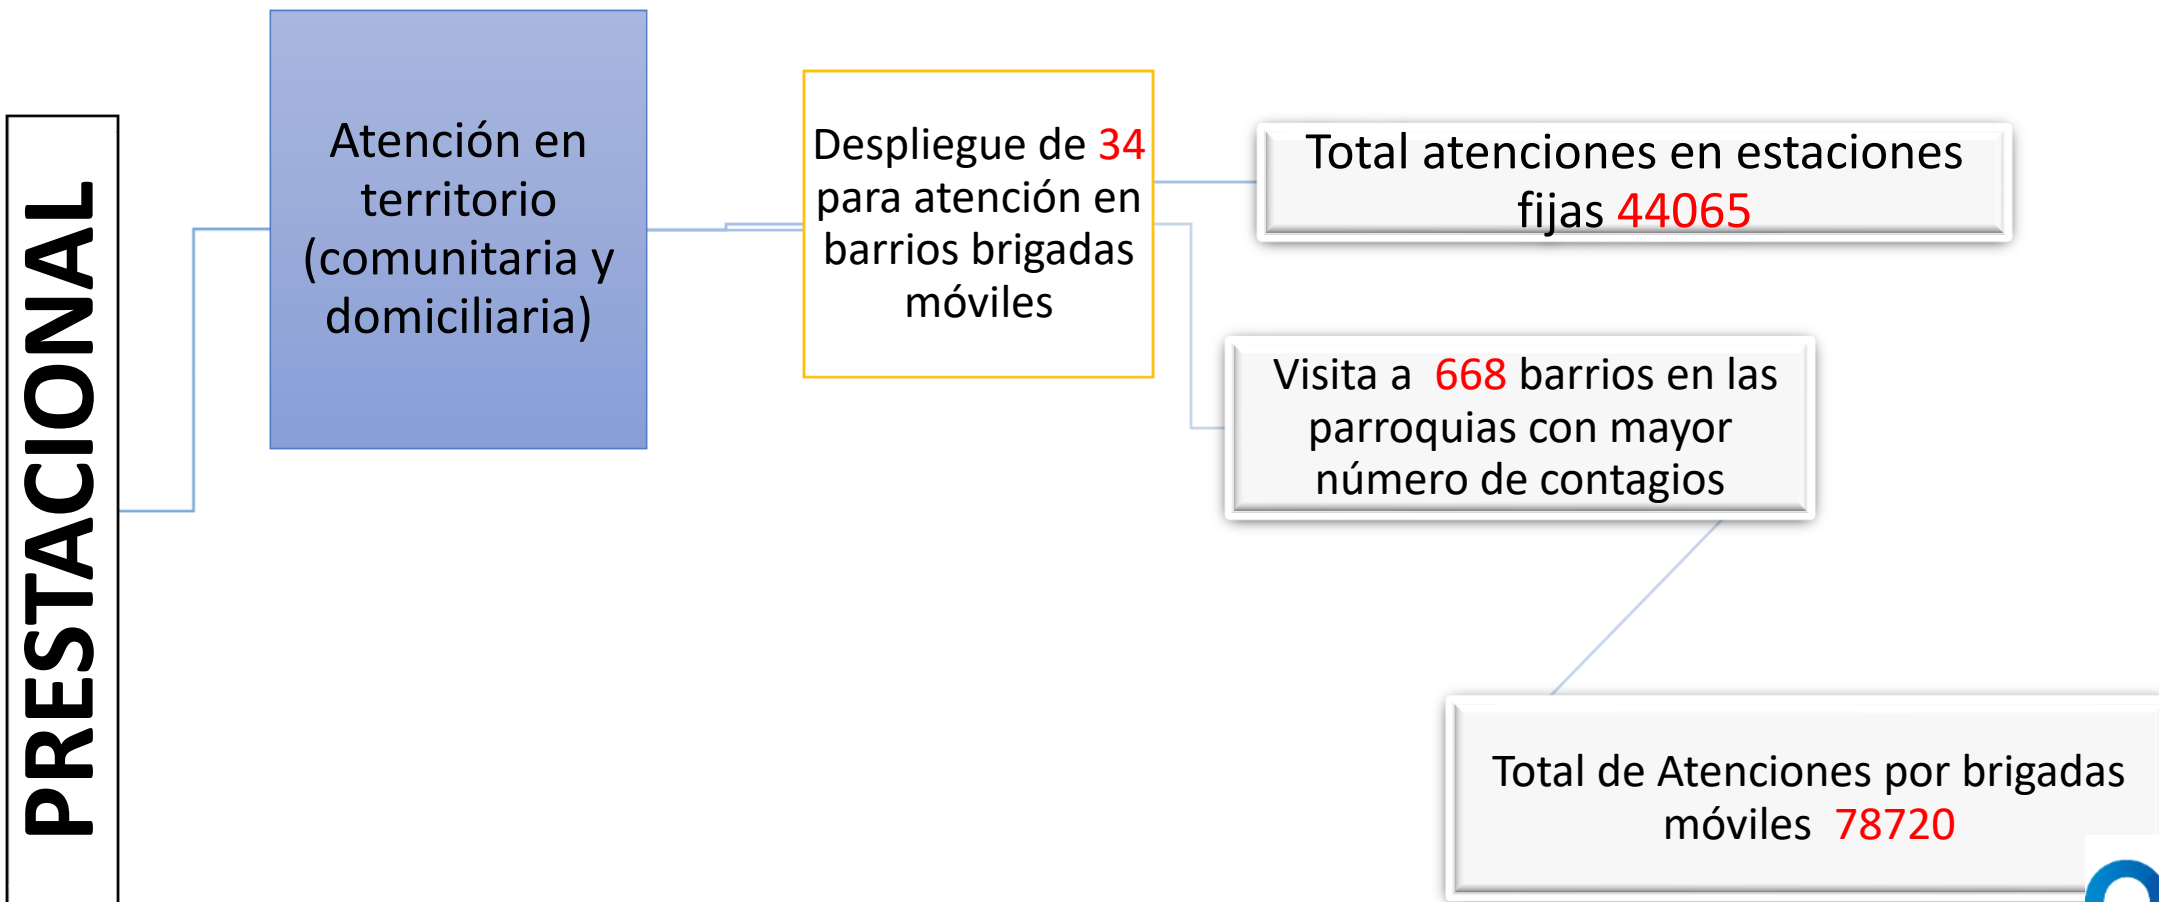 PRESTACIONAL
Atención en
territorio
(comunitaria y
domiciliaria)
Despliegue de 34
para atención en
barrios brigadas
móviles
Total atenciones en estaciones
fijas 44065
Visita a 668 barrios en las
parroquias con mayor
número de contagios
Total de Atenciones por brigadas
móviles 78720